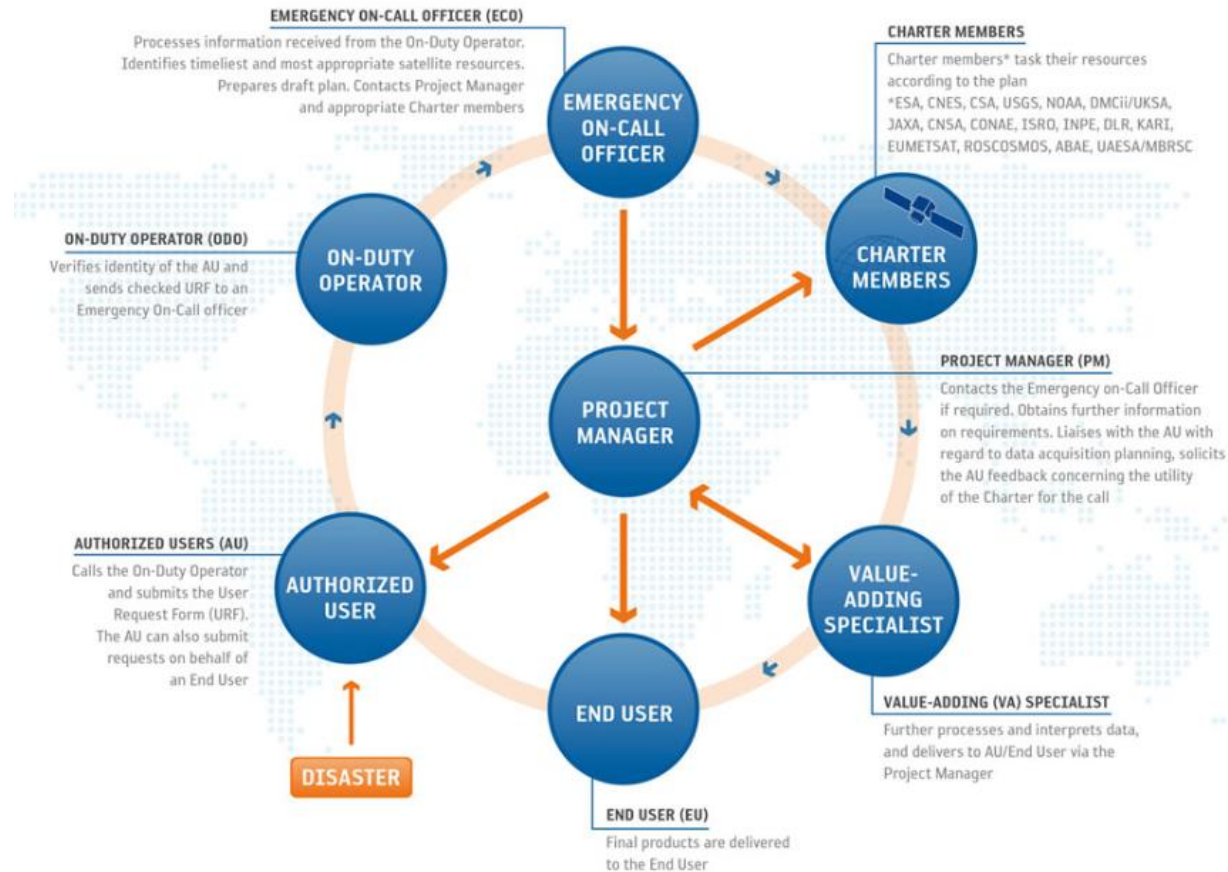 EMERGENCY ON-CALL OFFICER (ECO)
Processes information received from the On-Duty Operator.
Identifies timeliest and most appropriate satellite resources.
Prepares draft plan. Contacts Project Manager
and appropriate Charter members
EMERGENCY
ON-CALL
OFFICER
CHARTER MEMBERS
Charter members* task their resources
according to the plan
*ESA, CNES, CSA, USGS, NOAA, DMCii/UKSA,
JAXA, CNSA, CONAE, ISRO, INPE, DLR, KARI,
EUMETSAT, ROSCOSMOS, ABAE, UAESA/MBRSC
CHARTER
MEMBERS
ON-DUTY OPERATOR (ODO)
Verifies identity of the AU and
sends checked URF to an
Emergency On-Call officer
ON-DUTY
OPERATOR
PROJECT MANAGER (PM)
Contacts the Emergency on-Call Officer
if required. Obtains further information
on requirements. Liaises with the AU with
regard to data acquisition planning, solicits
the AU feedback concerning the utility
of the Charter for the call
PROJECT
MANAGER
AUTHORIZED USERS (AU)
Calls the On-Duty Operator
and submits the User
Request Form (URF).
The AU can also submit
requests on behalf of
an End User
AUTHORIZED
USER
VALUE-
ADDING
SPECIALIST
VALUE-ADDING (VA) SPECIALIST
Further processes and interprets data,
and delivers to AU/End User via the
Project Manager
END USER
DISASTER
END USER (EU)
Final products are delivered
to the End User